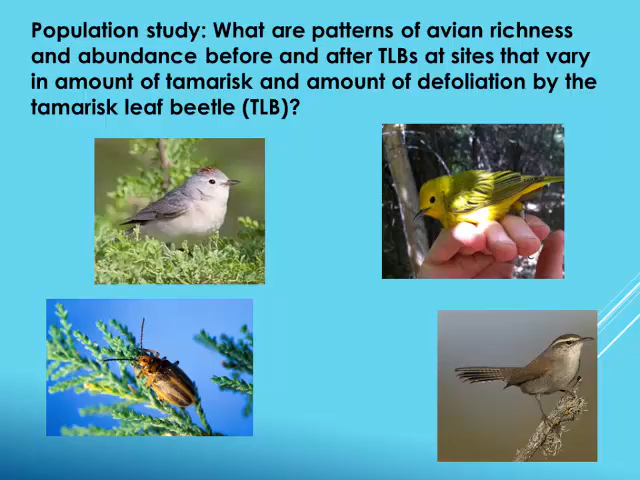 Population study: What are patterns of avian richness
and abundance before and after TLBs at sites that vary
in amount of tamarisk and amount of defoliation by the
tamarisk leaf beetle (TLB)?